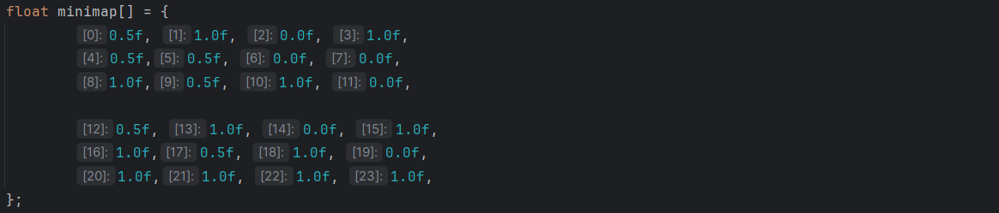 float minimap[] = {
[0]: 0.5f, [1]: 1.0f, [2]: 0.0f, [3]: 1.0f,
[4]: 0.5f, [5]: 0.5f, [6]: 0.0f, [7]: 0.0f,
[8]: 1.0f, [9]: 0.5f, [10]: 1.0f, [11]: 0.0f,
[12]: 0.5f, [13]: 1.0f, [14]: 0.0f, [15]: 1.0f,
[16]: 1.0f, [17]: 0.5f, [18]: 1.0f, [19]: 0.0f,
[20]: 1.0f, [21]: 1.0f, [22]: 1.0f, [23]: 1.0f,
};